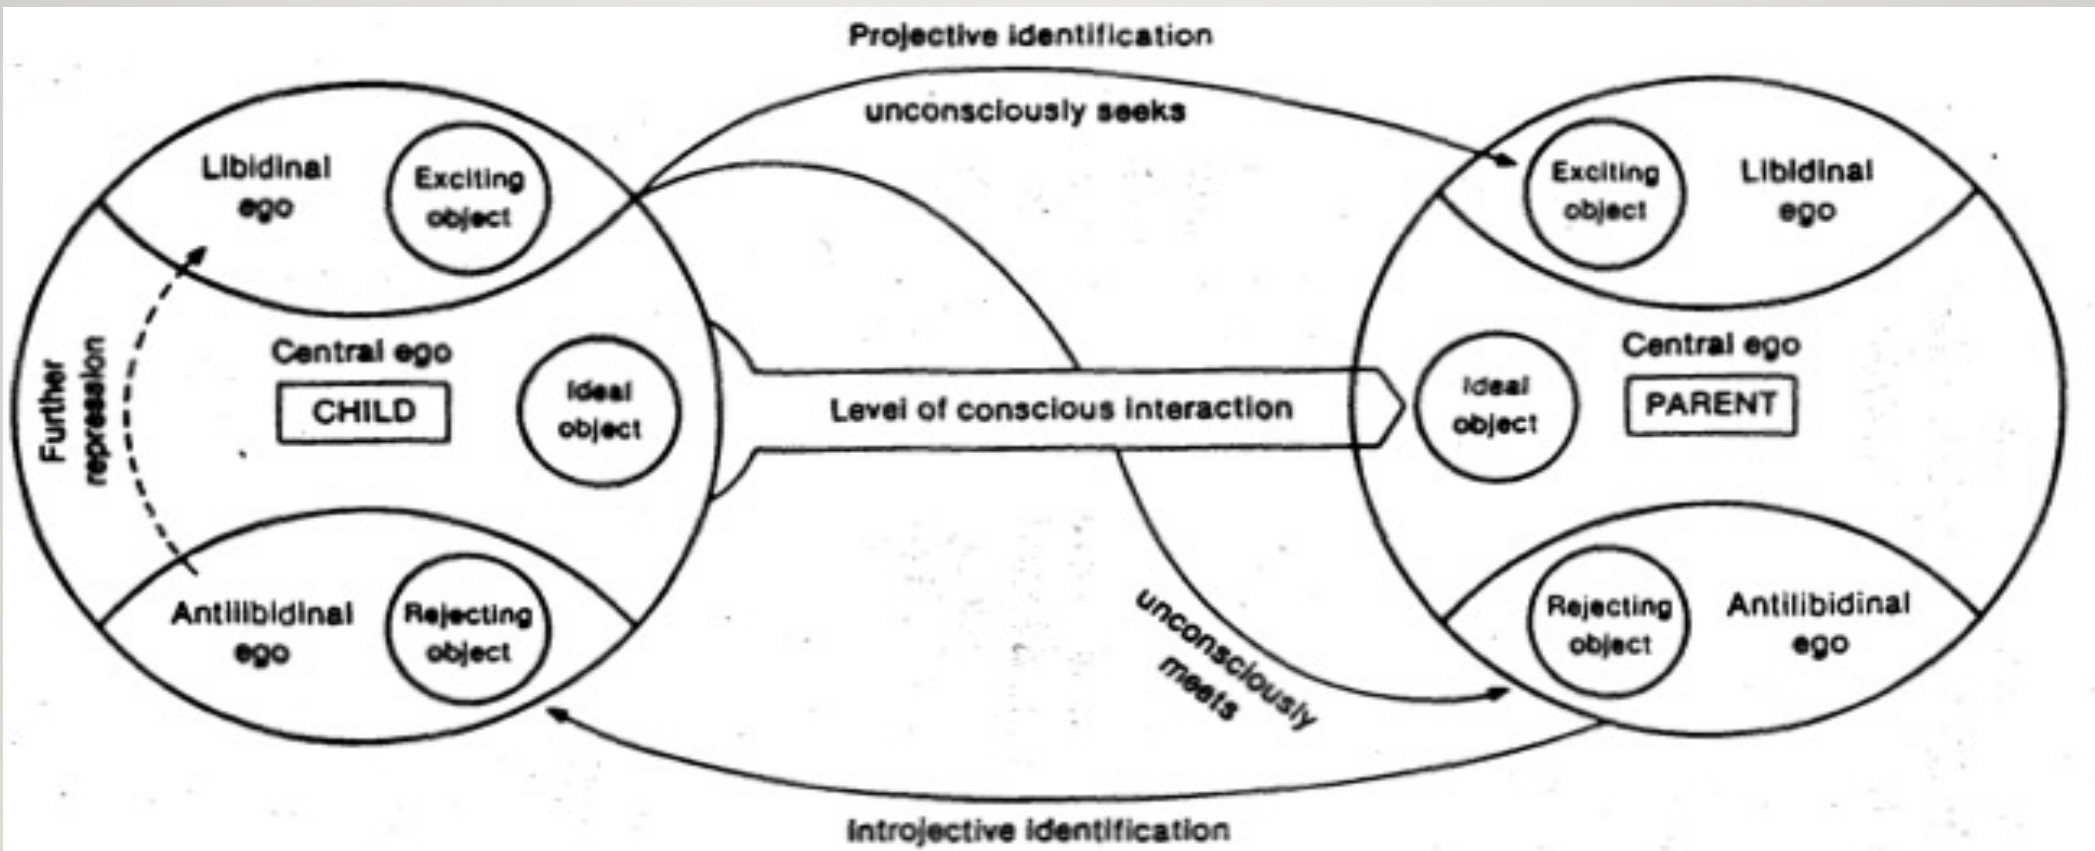 Projective identification
unconsciously seeks
Libidinal
ego
Exciting
object
Further
repression
Central ego
CHILD
Ideal
object
Antilibidinal
ego
Rejecting
object
Level of conscious interaction
unconsciously
meets
Exciting
object
Libidinal
ego
Ideal
object
Central ego
PARENT
Rejecting
object
Antilibidinal
ego
Introjective identification